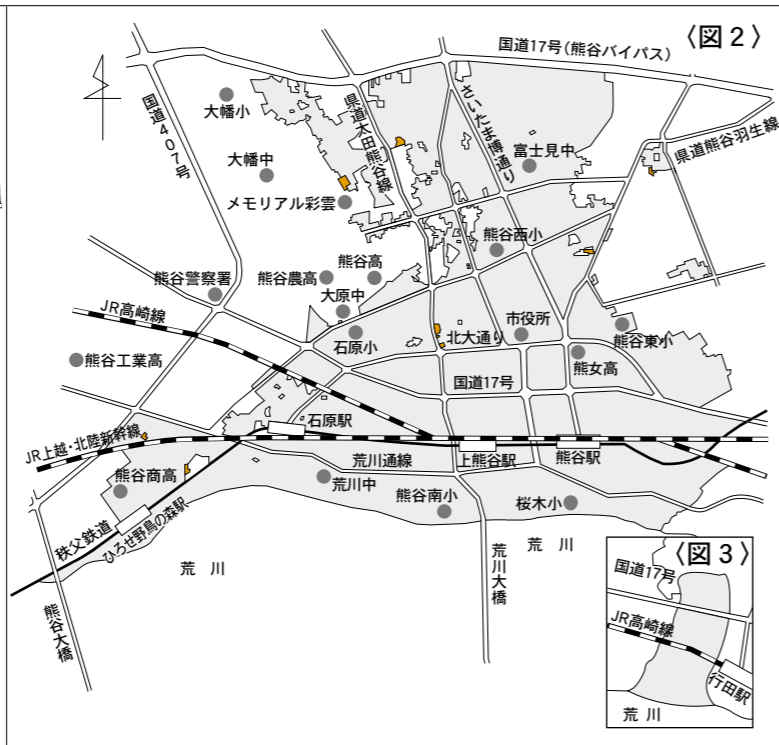 〈図2〉
国道17号(熊谷バイパス)
国道407号
大幡小
県道太田熊谷線
さいたま博通り
県道熊谷羽生線
大幡中
富士見中
メモリアル彩雲
熊谷西小
熊谷警察署
熊谷農高
熊谷高
大原中
JR高崎線
石原小
北大通り
市役所
熊谷東小
熊谷工業高
熊女高
国道17号
石原駅
JR上越・北陸新幹線
荒川通線
上熊谷駅
熊谷駅
熊谷商高
荒川中
熊谷南小
桜木小
秩父鉄道
ひろせ野鳥の森駅
荒川
荒川大橋
荒川
熊谷大橋
〈図3〉
国道17号
JR高崎線
行田駅
荒川